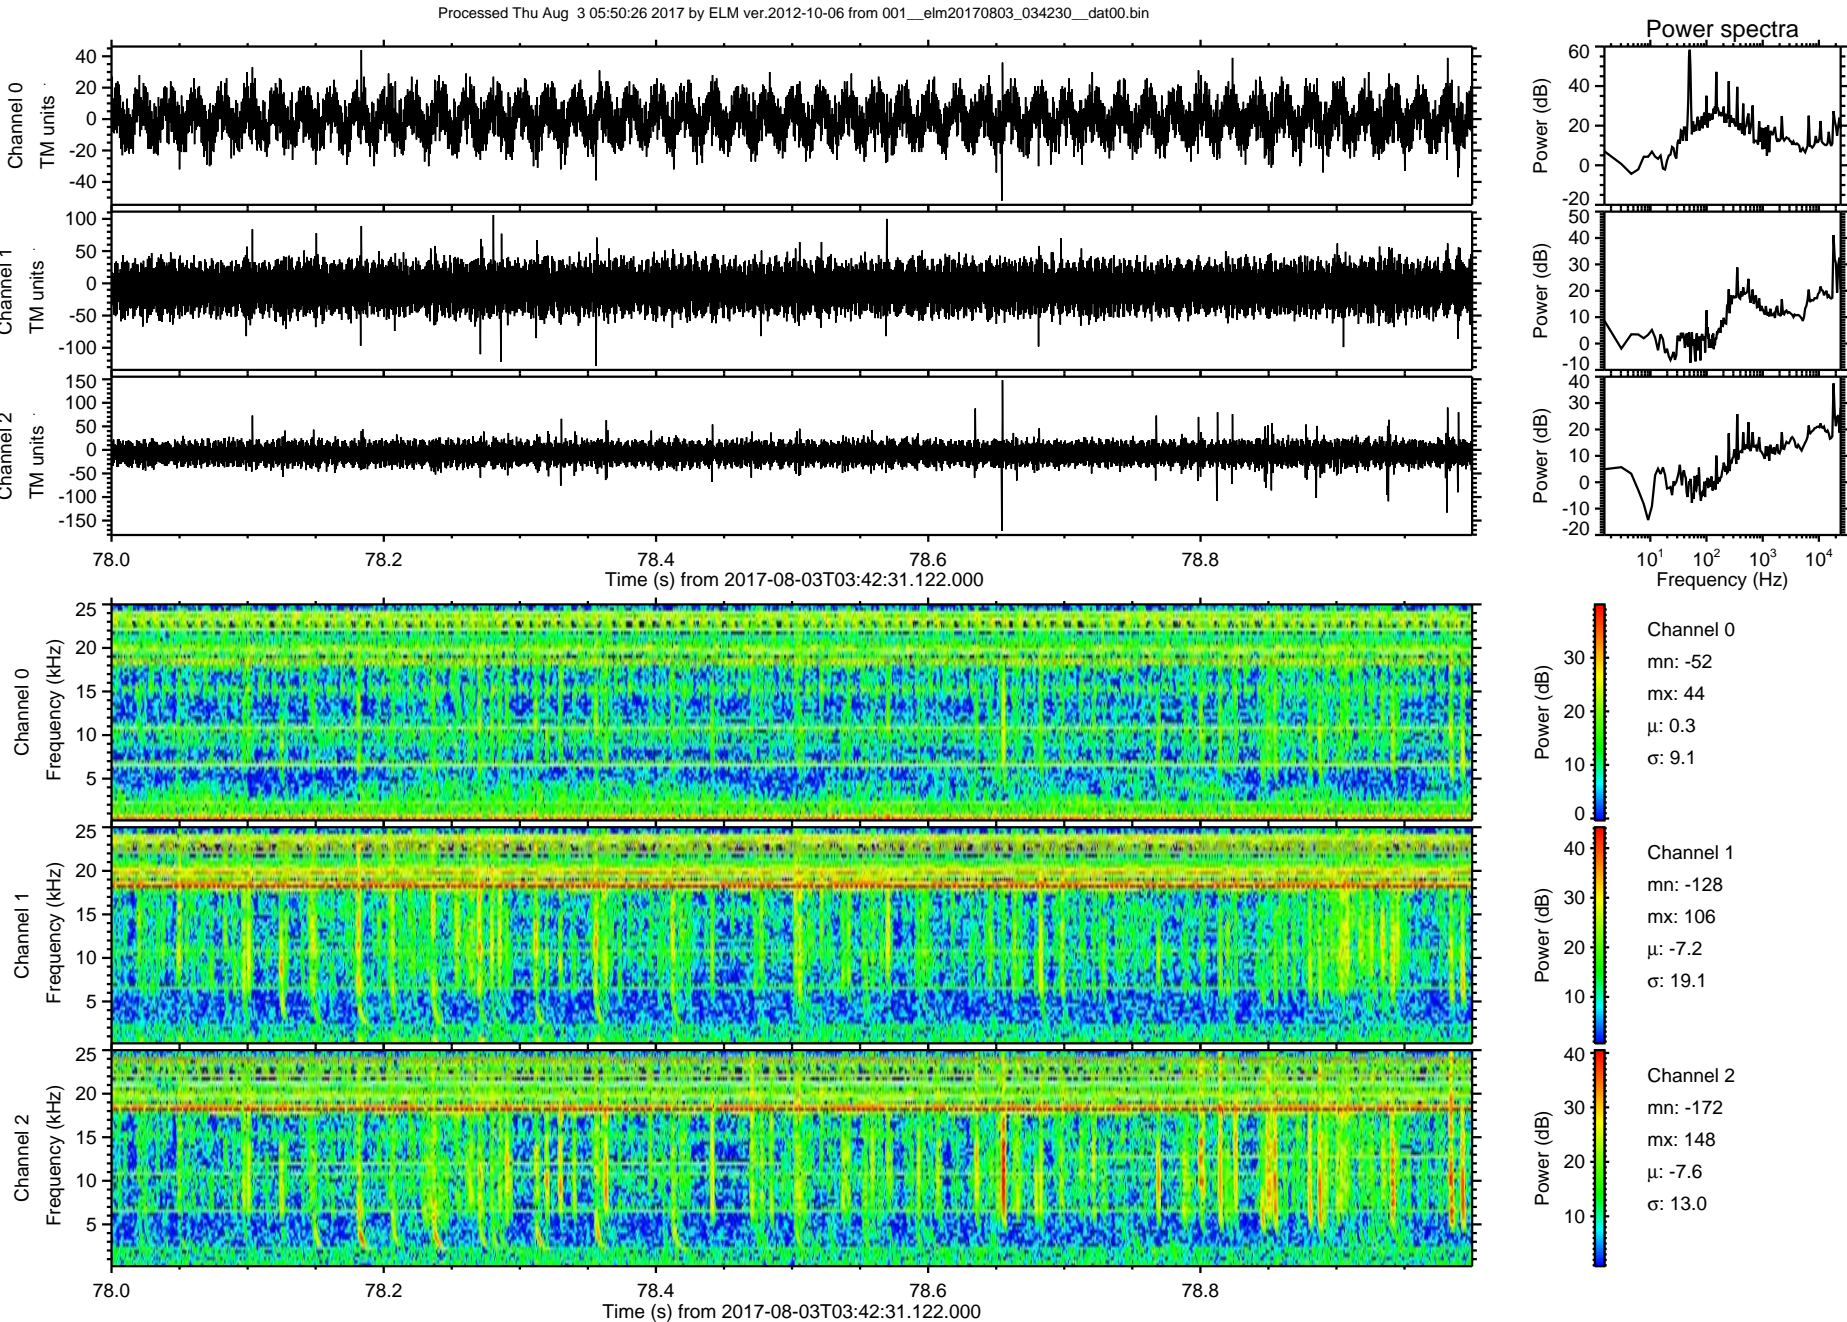 Processed Thu Aug 3 05:50:26 2017 by ELM ver.2012-10-06 from 001__elm20170803_034230__dat00.bin
Power spectra
Channel 0
TM units
40
20
0
-20
-40
Power (dB)
60
40
20
0
-20
Channel 1
TM units
100
50
0
-50
-100
Power (dB)
50
40
30
20
10
0
-10
Channel 2
TM units
150
100
50
0
-50
-100
-150
Power (dB)
40
30
20
10
0
-10
-20
78.0 78.2 78.4 78.6 78.8
Time (s) from 2017-08-03T03:42:31.122.000
10^1 10^2 10^3 10^4
Frequency (Hz)
Channel 0
Frequency (kHz)
25
20
15
10
5
Power (dB)
30
20
10
0
Channel 0
mn: -52
mx: 44
μ: 0.3
σ: 9.1
Channel 1
Frequency (kHz)
25
20
15
10
5
Power (dB)
40
30
20
10
Channel 1
mn: -128
mx: 106
μ: -7.2
σ: 19.1
Channel 2
Frequency (kHz)
25
20
15
10
5
Power (dB)
40
30
20
10
Channel 2
mn: -172
mx: 148
μ: -7.6
σ: 13.0
78.0 78.2 78.4 78.6 78.8
Time (s) from 2017-08-03T03:42:31.122.000